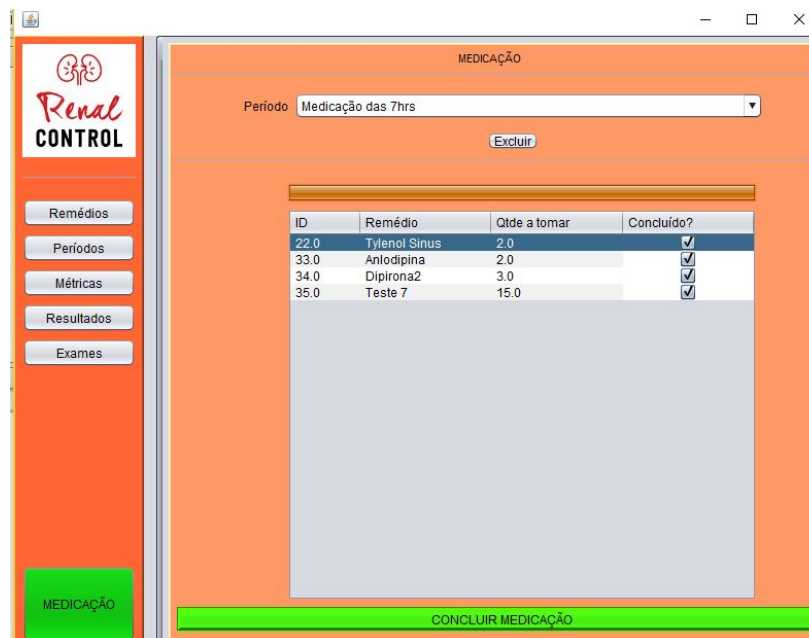 Renal
CONTROL
Remédios
Períodos
Métricas
Resultados
Exames
MEDICAÇÃO
MEDICAÇÃO
Período Medicação das 7hrs
Excluir
ID Remédio Qtde a tomar Concluído?
22.0 Tylenol Sinus 2.0
33.0 Anlodipina 2.0
34.0 Dipirona2 3.0
35.0 Teste 7 15.0
CONCLUIR MEDICAÇÃO